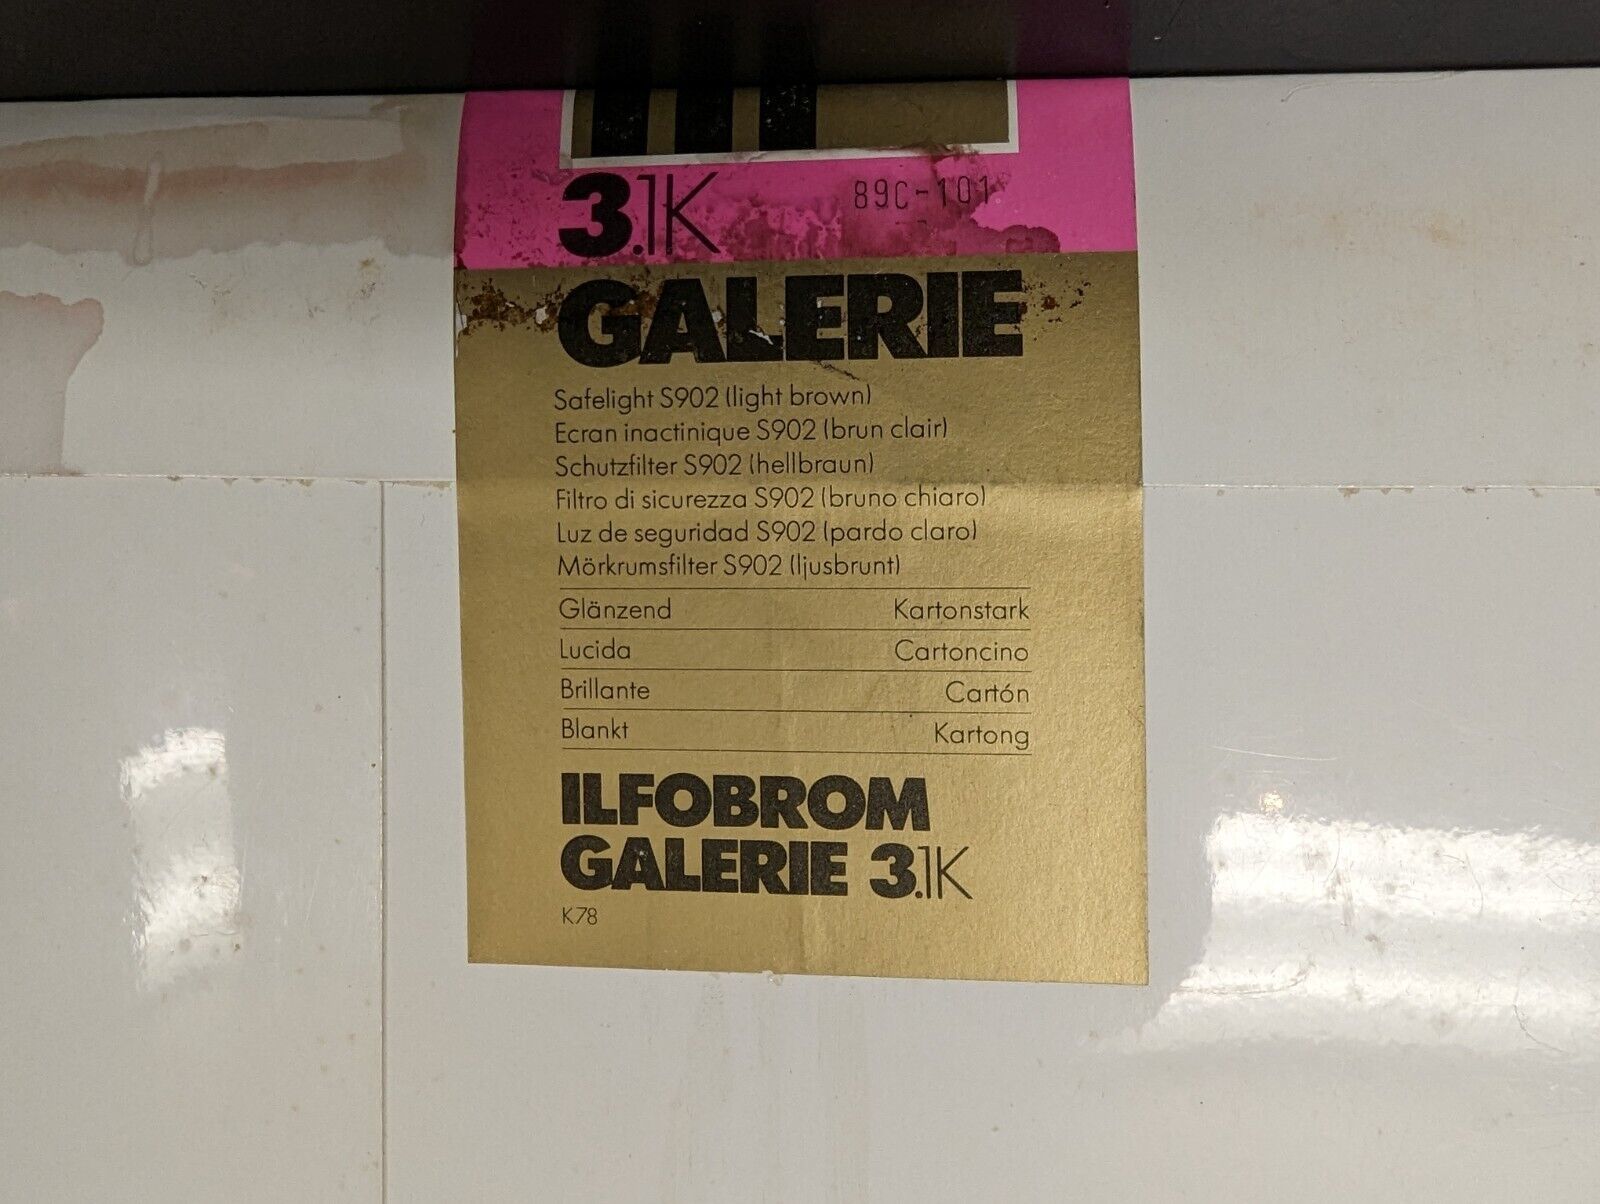 3.1K 89C-101
GALERIE
Safelight S902 (light brown)
Ecran inactinique S902 (brun clair)
Schutzfilter S902 (hellbraun)
Filtro di sicurezza S902 (bruno chiaro)
Luz de seguridad S902 (pardo claro)
Mörkrumsfilter S902 (ljusbrunt)
Glänzend Kartonstark
Lucida Cartoncino
Brillante Cartón
Blankt Kartong
ILFOBROM
GALERIE 3.1K
K78